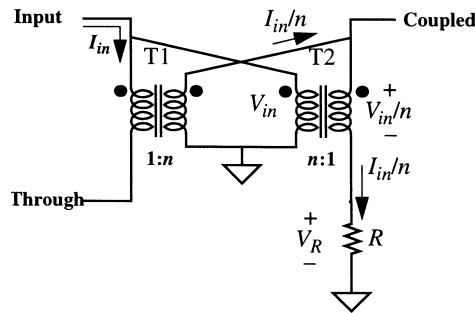 Input
I_in/n
Coupled
I_in
T1
T2
V_in
+
V_in/n
−
1:n
n:1
I_in/n
Through
+
V_R
−
R